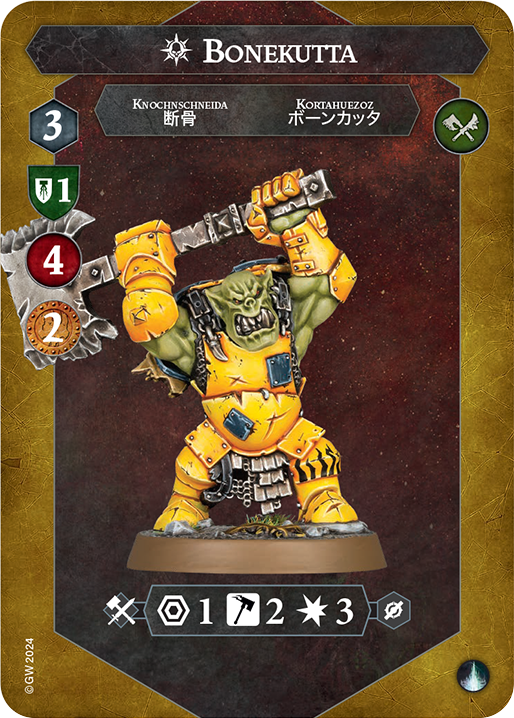 BONEKUTTA
KNOCHNSCHNEIDA
断骨
KORTAHUEZOZ
ボーンカッタ
3
1
4
2
1 2 3
©GW 2024